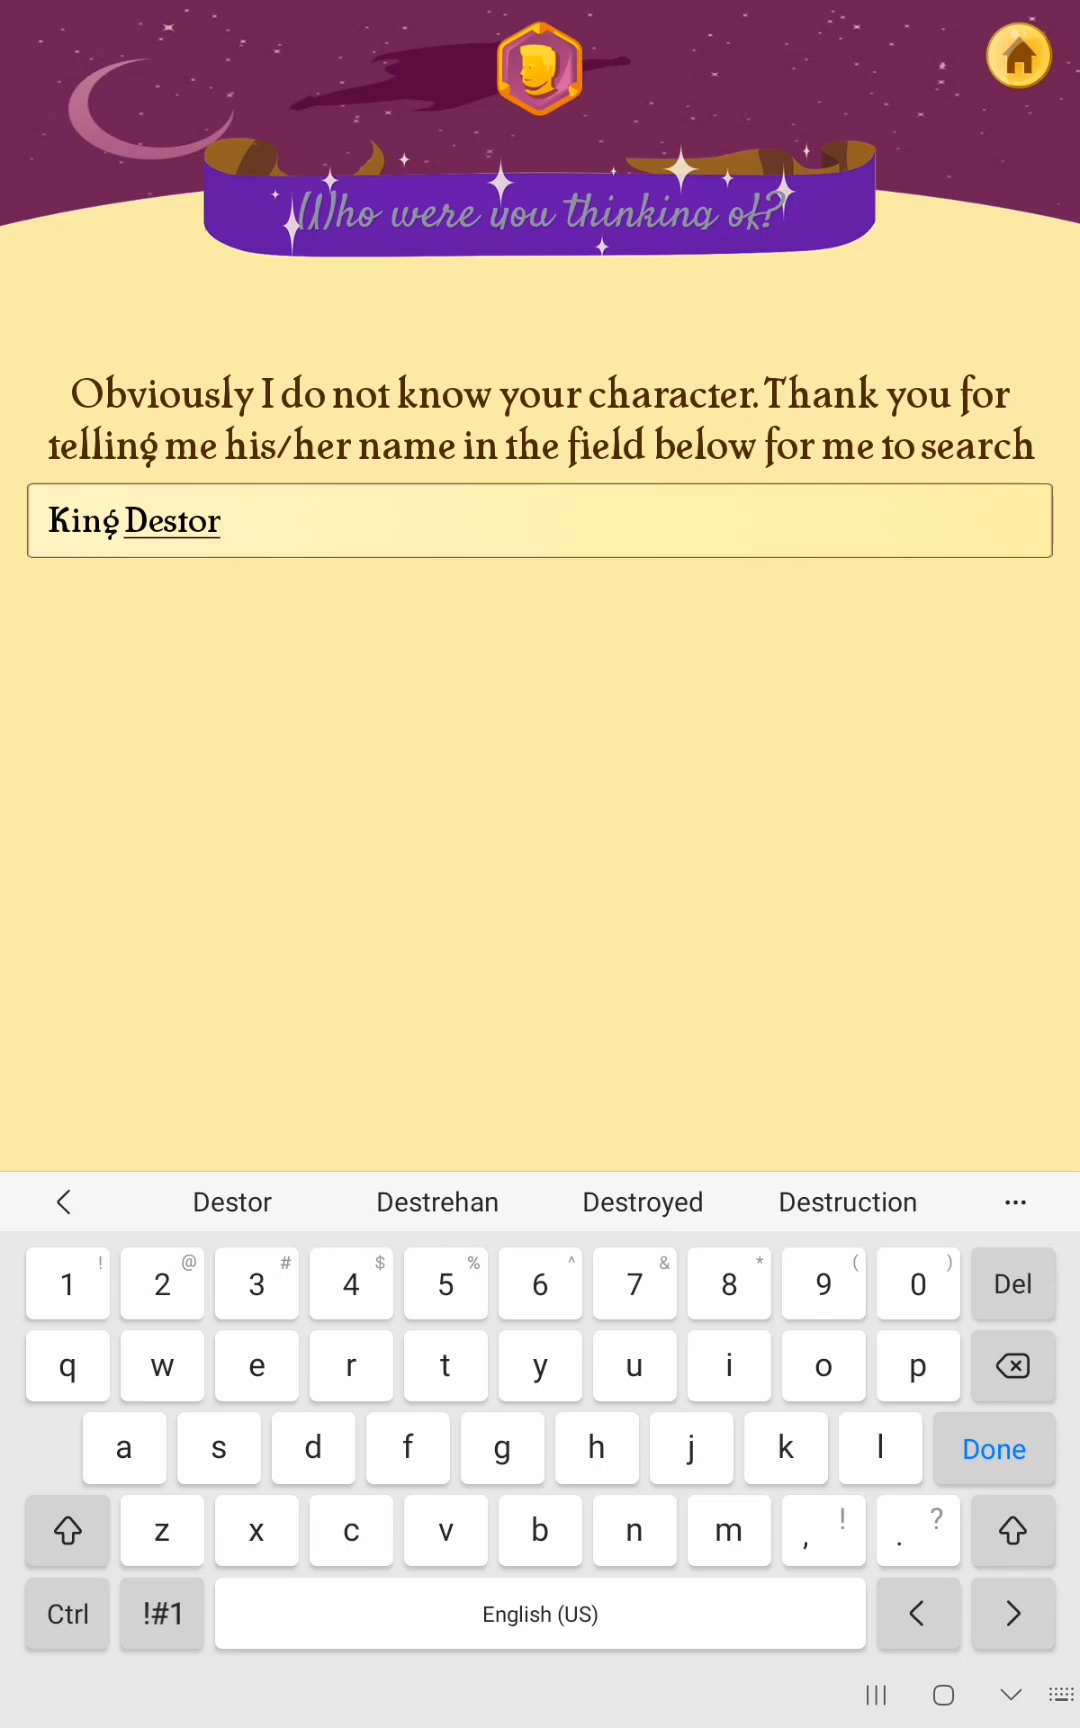 Who were you thinking of?
Obviously I do not know your character. Thank you for
telling me his/her name in the field below for me to search
King Destor
Destor Destrehan Destroyed Destruction ...
! @ # $ % ^ & * ( )
1 2 3 4 5 6 7 8 9 0 Del
q w e r t y u i o p
a s d f g h j k l Done
z x c v b n m , ! . ?
Ctrl !#1 English (US) < >